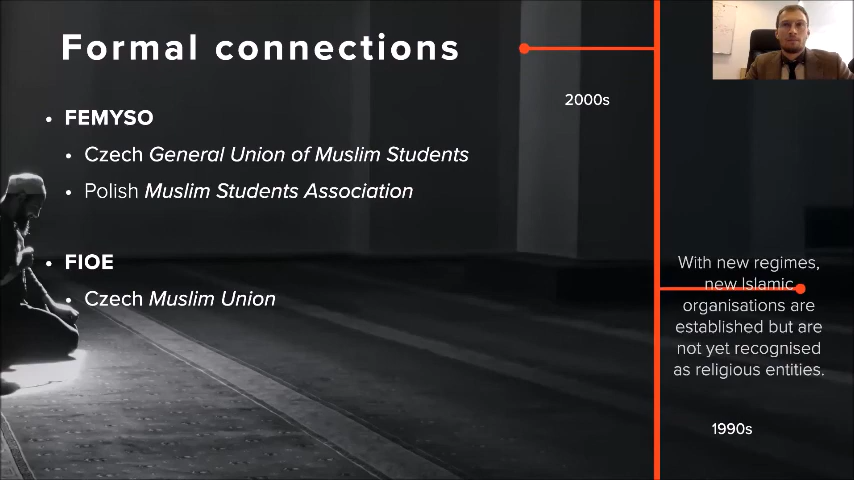 Formal connections
• FEMYSO
• Czech General Union of Muslim Students
• Polish Muslim Students Association
• FIOE
• Czech Muslim Union
2000s
With new regimes,
new Islamic
organisations are
established but are
not yet recognised
as religious entities.
1990s